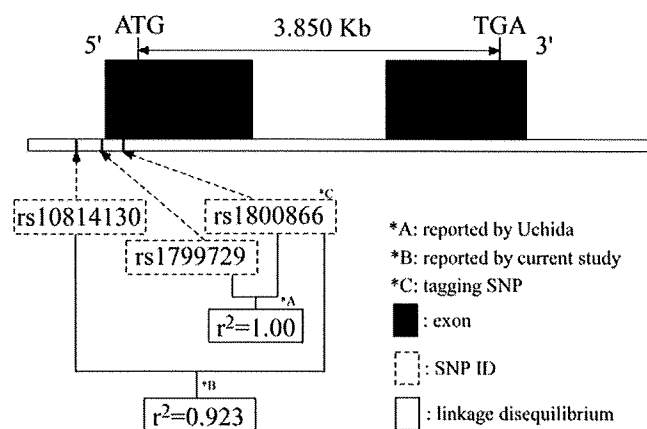 ATG 3.850 Kb TGA
5' 3'
*C
rs10814130 rs1800866
rs1799729
*A
r²=1.00
*B
r²=0.923
*A: reported by Uchida
*B: reported by current study
*C: tagging SNP
: exon
: SNP ID
: linkage disequilibrium